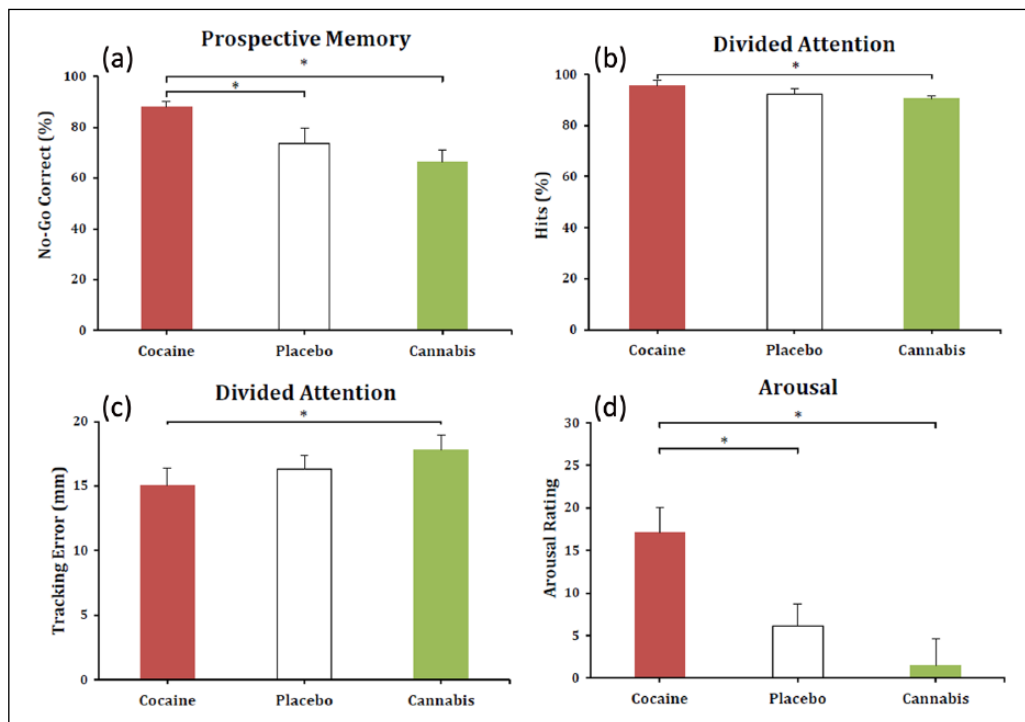 (a)
Prospective Memory
*
*
No-Go Correct (%)
100
80
60
40
20
0
Cocaine
Placebo
Cannabis
(b)
Divided Attention
*
Hits (%)
100
80
60
40
20
0
Cocaine
Placebo
Cannabis
(c)
Divided Attention
*
Tracking Error (mm)
20
15
10
5
0
Cocaine
Placebo
Cannabis
(d)
Arousal
*
*
Arousal Rating
30
25
20
15
10
5
0
Cocaine
Placebo
Cannabis